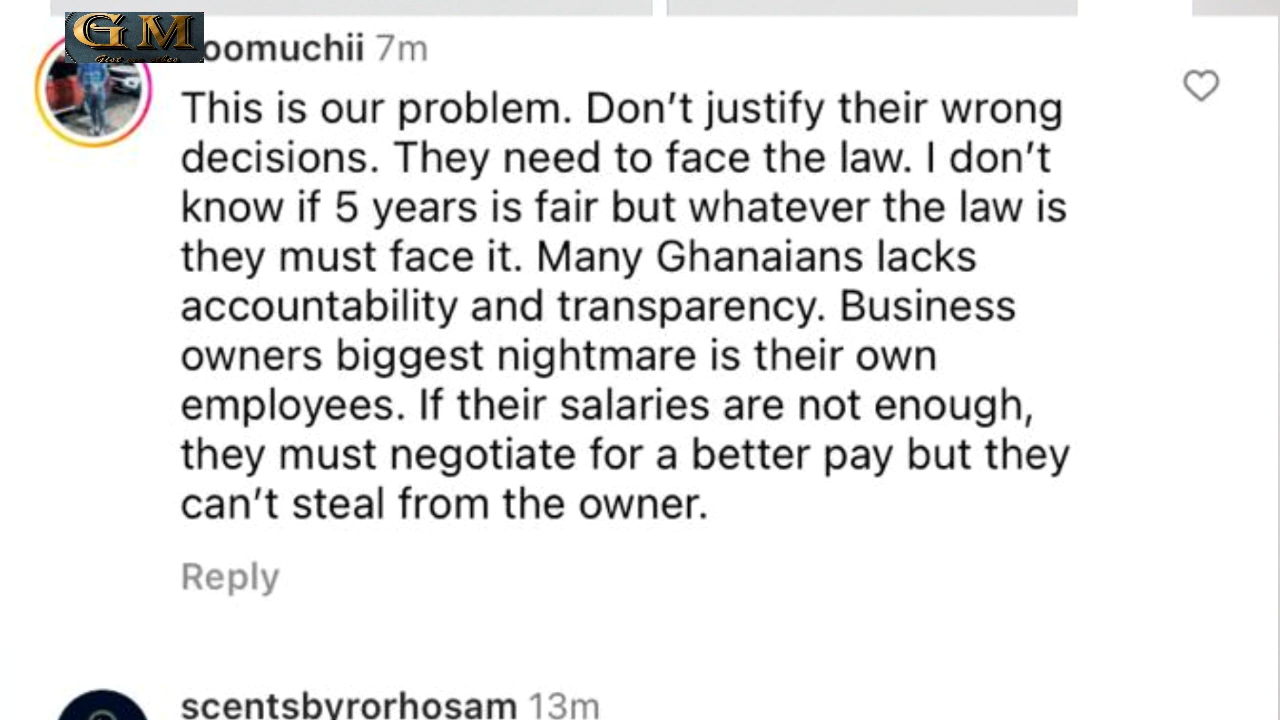 GM
oomuchii 7m
This is our problem. Don’t justify their wrong
decisions. They need to face the law. I don’t
know if 5 years is fair but whatever the law is
they must face it. Many Ghanaians lacks
accountability and transparency. Business
owners biggest nightmare is their own
employees. If their salaries are not enough,
they must negotiate for a better pay but they
can’t steal from the owner.
Reply
scentsbyrorhosam 13m